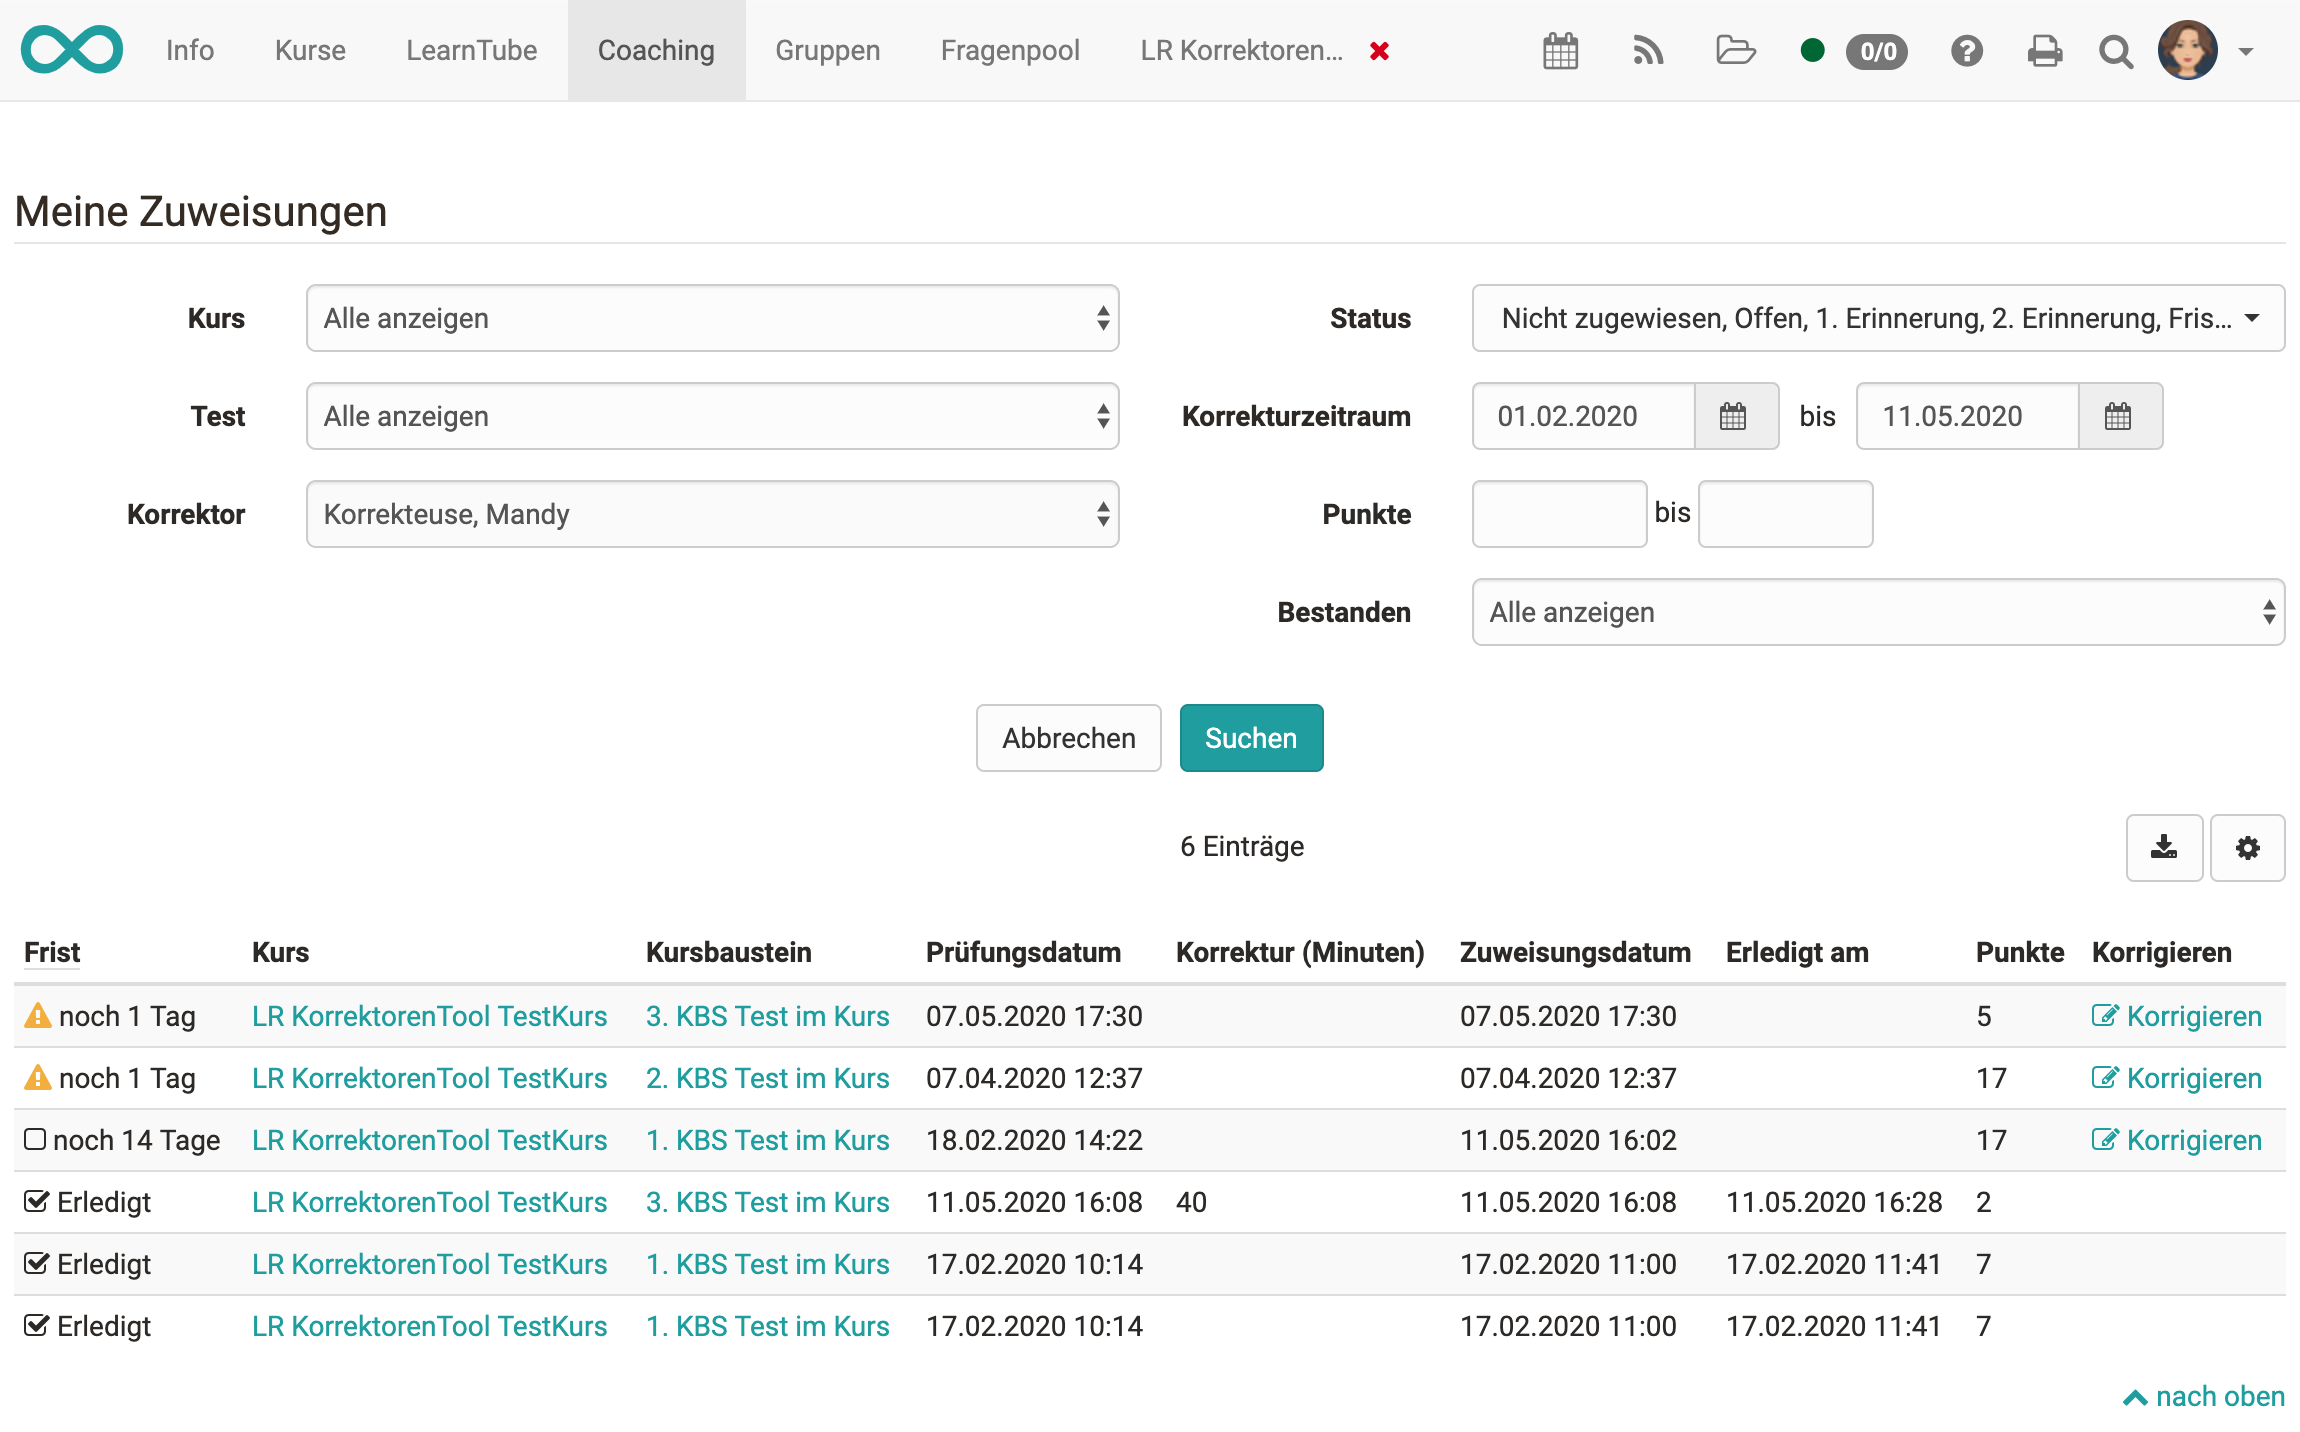 Info Kurse LearnTube Coaching Gruppen Fragenpool LR Korrektoren... 0/0
Meine Zuweisungen
Kurs Alle anzeigen Status Nicht zugewiesen, Offen, 1. Erinnerung, 2. Erinnerung, Fris...
Test Alle anzeigen Korrekturzeitraum 01.02.2020 bis 11.05.2020
Korrektor Korrekteuse, Mandy Punkte bis
Bestanden Alle anzeigen
Abbrechen Suchen
6 Einträge
Frist Kurs Kursbaustein Prüfungsdatum Korrektur (Minuten) Zuweisungsdatum Erledigt am Punkte Korrigieren
noch 1 Tag LR KorrektorenTool TestKurs 3. KBS Test im Kurs 07.05.2020 17:30 07.05.2020 17:30 5 Korrigieren
noch 1 Tag LR KorrektorenTool TestKurs 2. KBS Test im Kurs 07.04.2020 12:37 07.04.2020 12:37 17 Korrigieren
noch 14 Tage LR KorrektorenTool TestKurs 1. KBS Test im Kurs 18.02.2020 14:22 11.05.2020 16:02 17 Korrigieren
Erledigt LR KorrektorenTool TestKurs 3. KBS Test im Kurs 11.05.2020 16:08 40 11.05.2020 16:08 11.05.2020 16:28 2
Erledigt LR KorrektorenTool TestKurs 1. KBS Test im Kurs 17.02.2020 10:14 17.02.2020 11:00 17.02.2020 11:41 7
Erledigt LR KorrektorenTool TestKurs 1. KBS Test im Kurs 17.02.2020 10:14 17.02.2020 11:00 17.02.2020 11:41 7
nach oben